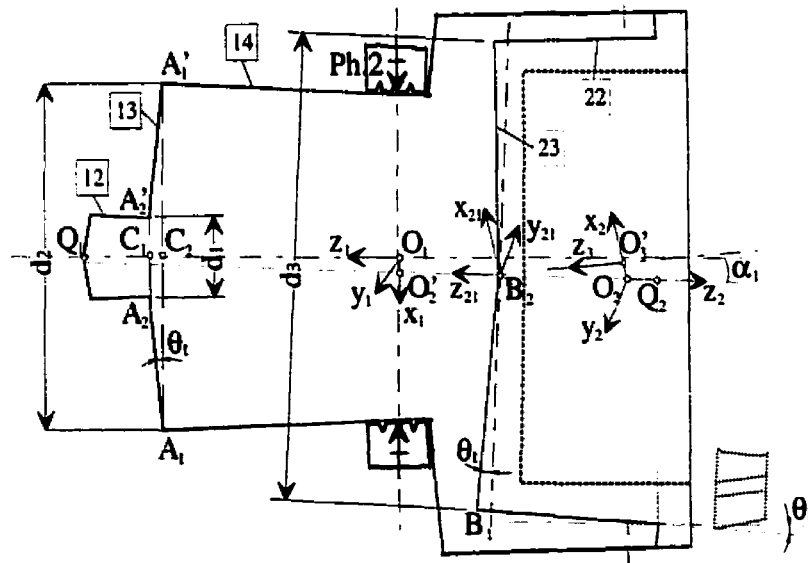 14
A₁'
Ph.2
22
13
23
12
A₂'
x₂₁
y₂₁
x₂
Q₁
C₁
C₂
d₁
z₁
O₁
z₃
O₃'
α₁
d₂
d₃
y₁
O₂'
x₁
z₂₁
B₂
O₂
Q₂
z₂
y₂
A₂
θₜ
A₁
θₜ
B₁
θ